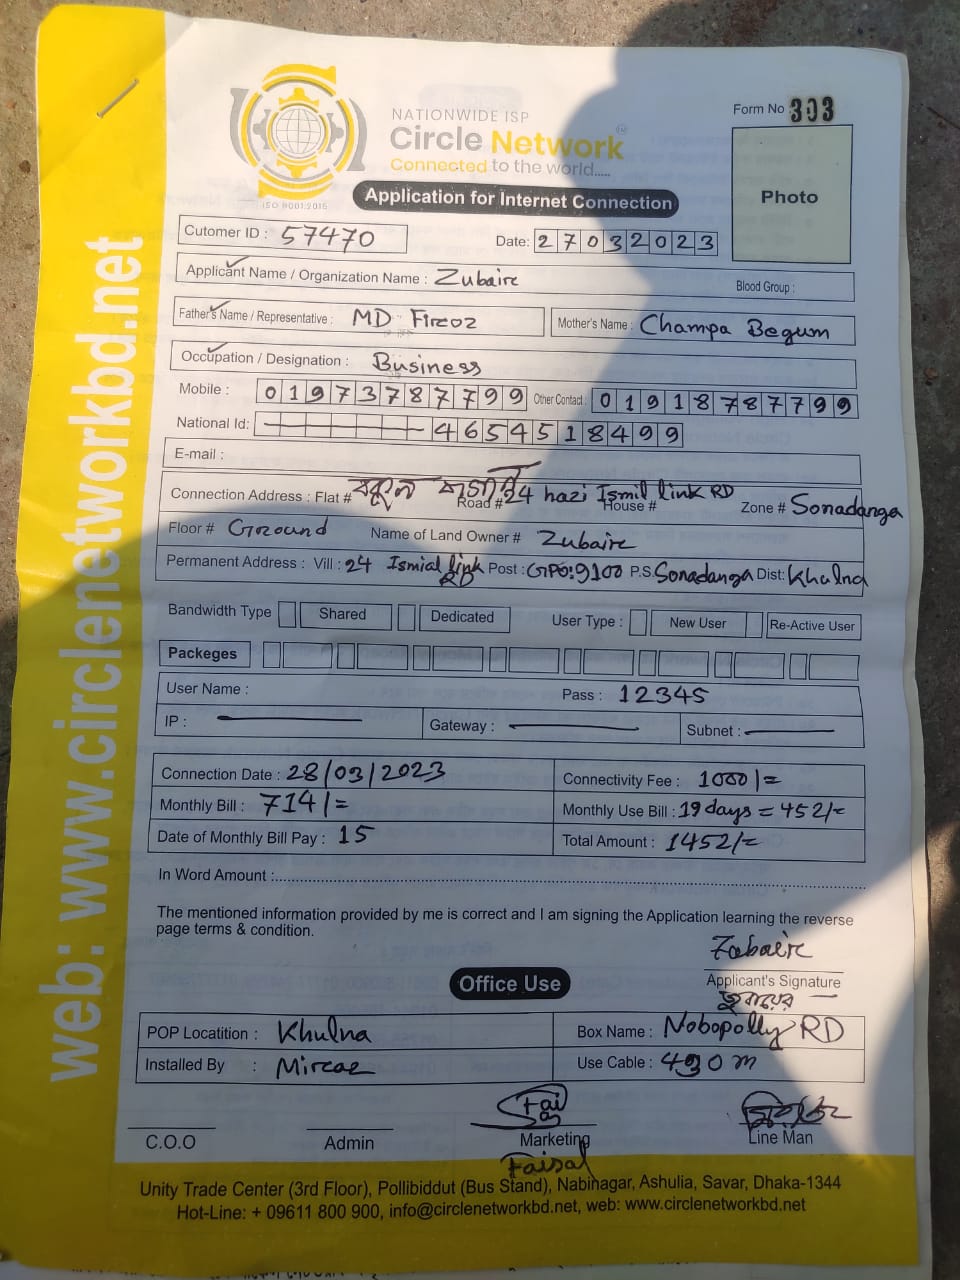 NATIONWIDE ISP
Circle Network
Connected to the world.....
ISO 9001:2015
Form No 303
Photo
Application for Internet Connection
Cutomer ID : 57470
Date: 27032023
Applicant Name / Organization Name : Zubair
Blood Group :
Father's Name / Representative : MD Firoz
Mother's Name : Champa Begum
Occupation / Designation : Business
Mobile : 01973787799 Other Contact : 01918787799
National Id: 4654518499
E-mail :
Connection Address : Flat # Road # 24 hazi Ismil link RD House # Zone # Sonadanga
Floor # Ground Name of Land Owner # Zubair
Permanent Address : Vill : 24 Ismial link RD Post : GPO:9100 P.S. Sonadanga Dist: Khulna
Bandwidth Type Shared Dedicated User Type : New User Re-Active User
Packeges
User Name : Pass : 12345
IP : Gateway : Subnet :
Connection Date : 28/03/2023 Connectivity Fee : 1000/=
Monthly Bill : 714/= Monthly Use Bill : 19 days = 452/=
Date of Monthly Bill Pay : 15 Total Amount : 1452/=
In Word Amount :
The mentioned information provided by me is correct and I am signing the Application learning the reverse
page terms & condition.
Zubair
Applicant's Signature
জুবায়ের
Office Use
POP Locatition : Khulna Box Name : Nobopolly RD
Installed By : Use Cable : 490 m
C.O.O Admin Marketing Line Man
Faisal
Unity Trade Center (3rd Floor), Pollibiddut (Bus Stand), Nabinagar, Ashulia, Savar, Dhaka-1344
Hot-Line: + 09611 800 900, info@circlenetworkbd.net, web: www.circlenetworkbd.net
web: www.circlenetworkbd.net